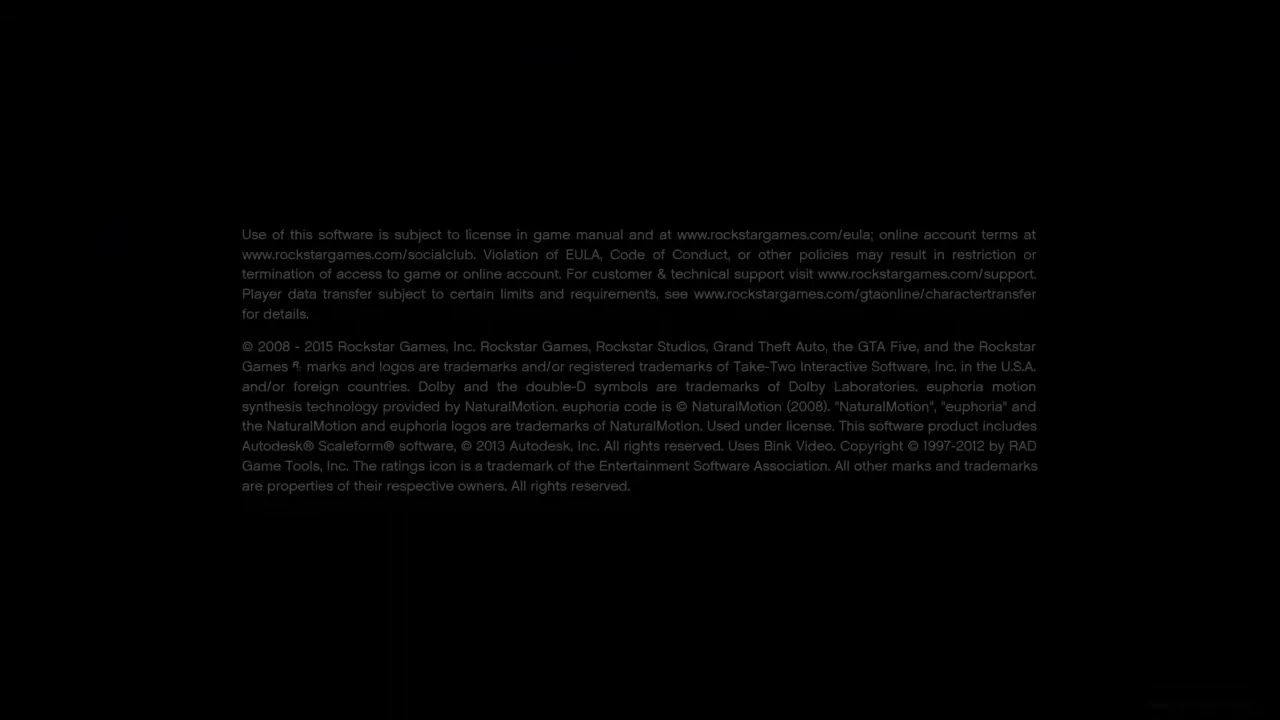 Use of this software is subject to license in game manual and at www.rockstargames.com/eula; online account terms at
www.rockstargames.com/socialclub. Violation of EULA, Code of Conduct, or other policies may result in restriction or
termination of access to game or online account. For customer & technical support visit www.rockstargames.com/support.
Player data transfer subject to certain limits and requirements, see www.rockstargames.com/gtaonline/charactertransfer
for details.
© 2008 - 2015 Rockstar Games, Inc. Rockstar Games, Rockstar Studios, Grand Theft Auto, the GTA Five, and the Rockstar
Games R* marks and logos are trademarks and/or registered trademarks of Take-Two Interactive Software, Inc. in the U.S.A.
and/or foreign countries. Dolby and the double-D symbols are trademarks of Dolby Laboratories. euphoria motion
synthesis technology provided by NaturalMotion. euphoria code is © NaturalMotion (2008). "NaturalMotion", "euphoria" and
the NaturalMotion and euphoria logos are trademarks of NaturalMotion. Used under license. This software product includes
Autodesk® Scaleform® software, © 2013 Autodesk, Inc. All rights reserved. Uses Bink Video. Copyright © 1997-2012 by RAD
Game Tools, Inc. The ratings icon is a trademark of the Entertainment Software Association. All other marks and trademarks
are properties of their respective owners. All rights reserved.